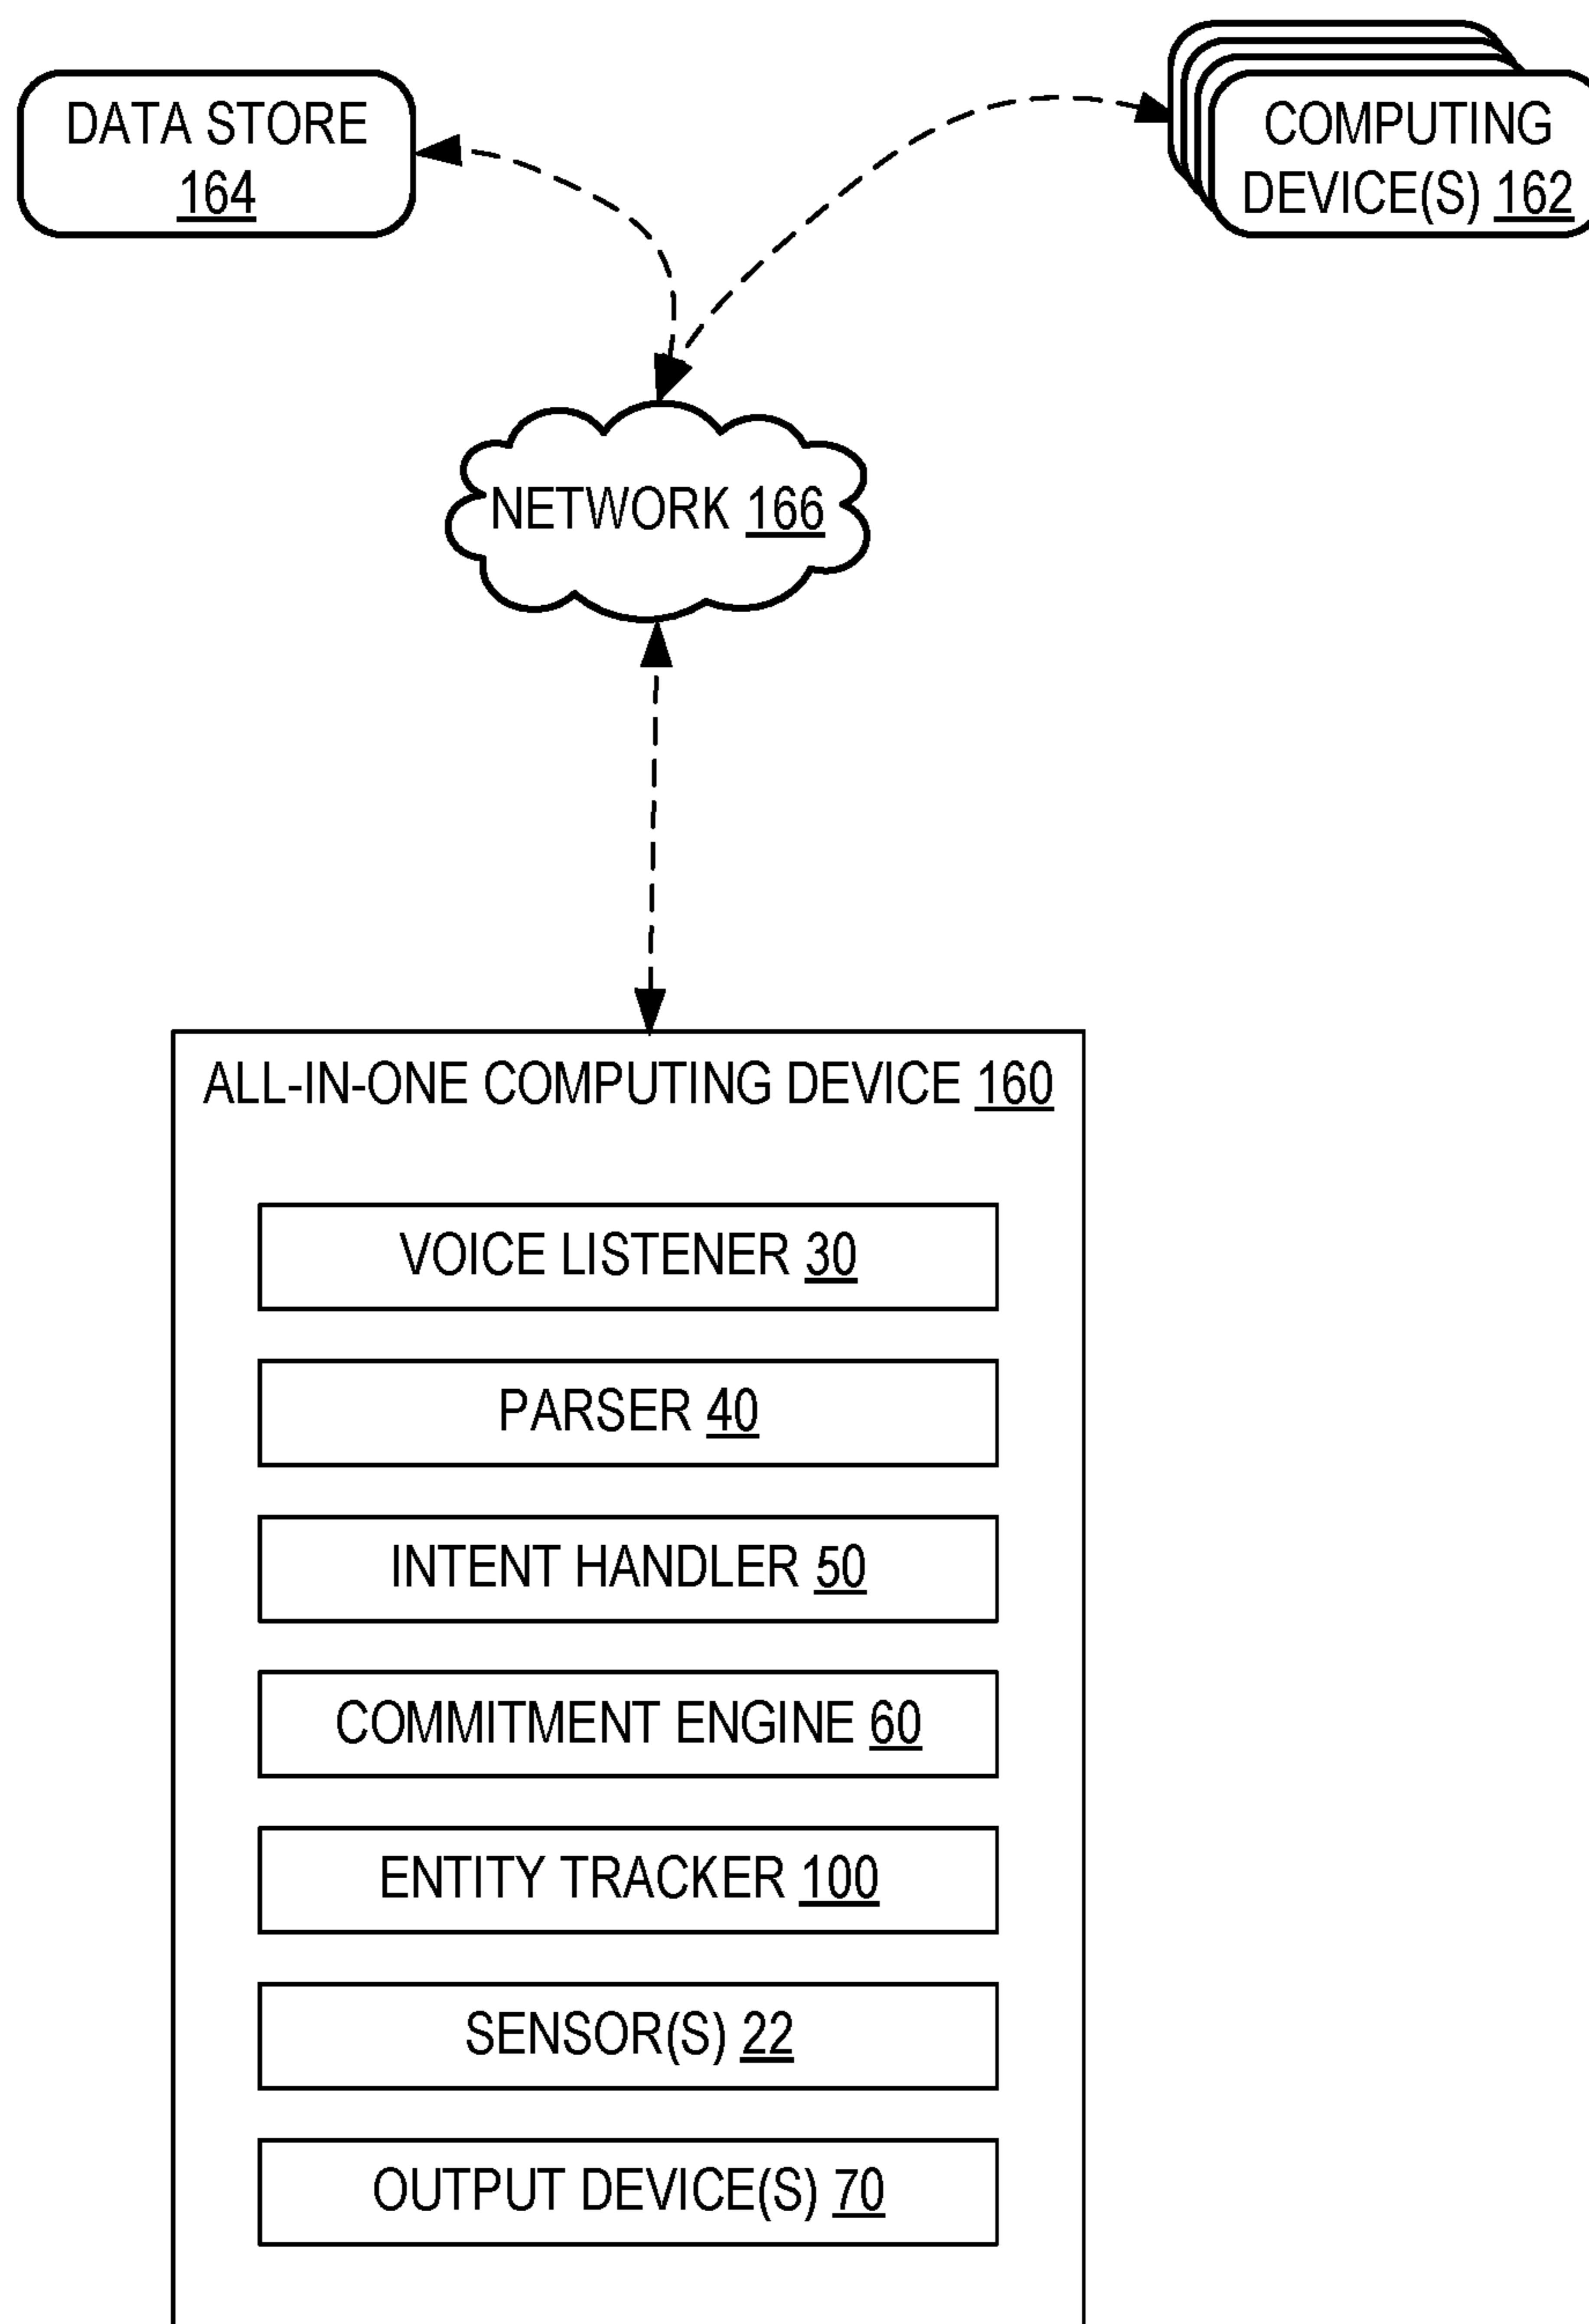 DATA STORE
164
COMPUTING
DEVICE(S) 162
NETWORK 166
ALL-IN-ONE COMPUTING DEVICE 160
VOICE LISTENER 30
PARSER 40
INTENT HANDLER 50
COMMITMENT ENGINE 60
ENTITY TRACKER 100
SENSOR(S) 22
OUTPUT DEVICE(S) 70